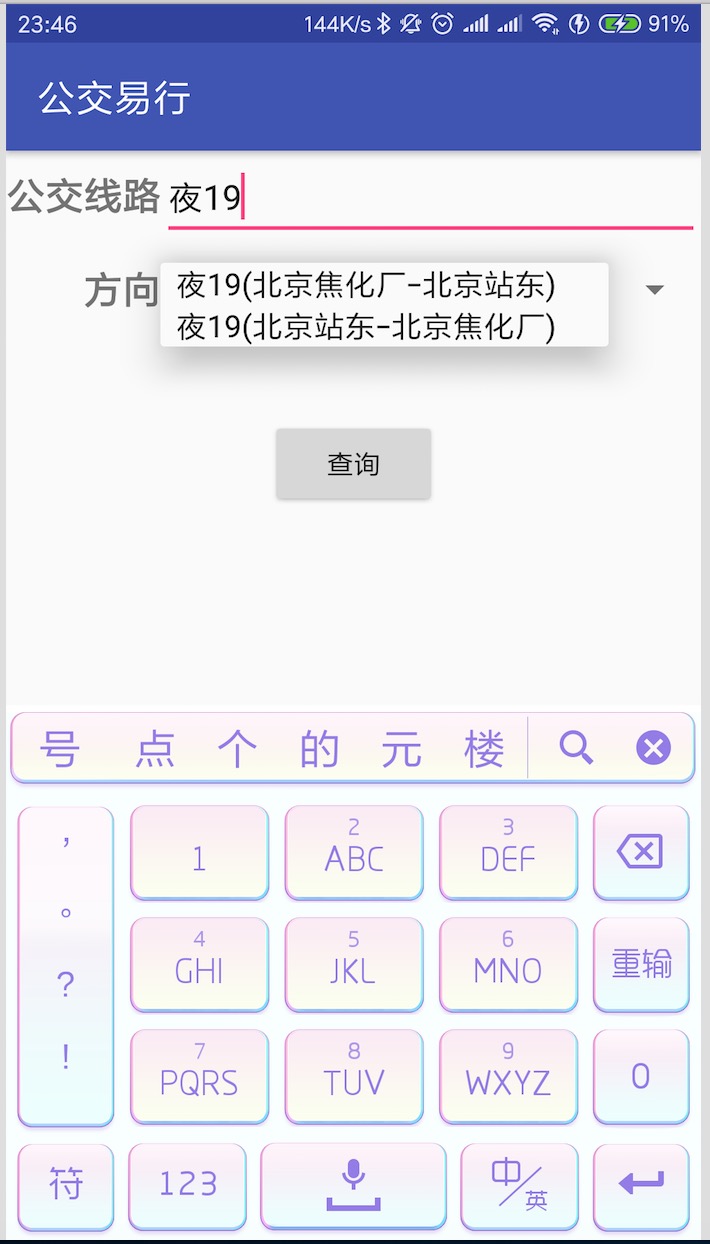 23:46 144K/s 91%
公交易行
公交线路 夜19
方向
夜19(北京焦化厂-北京站东)
夜19(北京站东-北京焦化厂)
查询
号 点 个 的 元 楼
， 1 2 ABC 3 DEF
。 4 GHI 5 JKL 6 MNO 重输
？
！ 7 PQRS 8 TUV 9 WXYZ 0
符 123 中/英